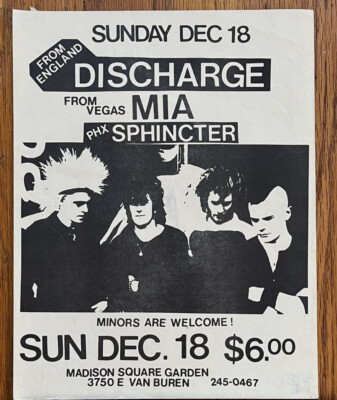 SUNDAY DEC 18
FROM
ENGLAND
DISCHARGE
FROM
VEGAS
MIA
PHX SPHINCTER
MINORS ARE WELCOME!
SUN DEC. 18 $6.00
MADISON SQUARE GARDEN
3750 E VAN BUREN 245-0467